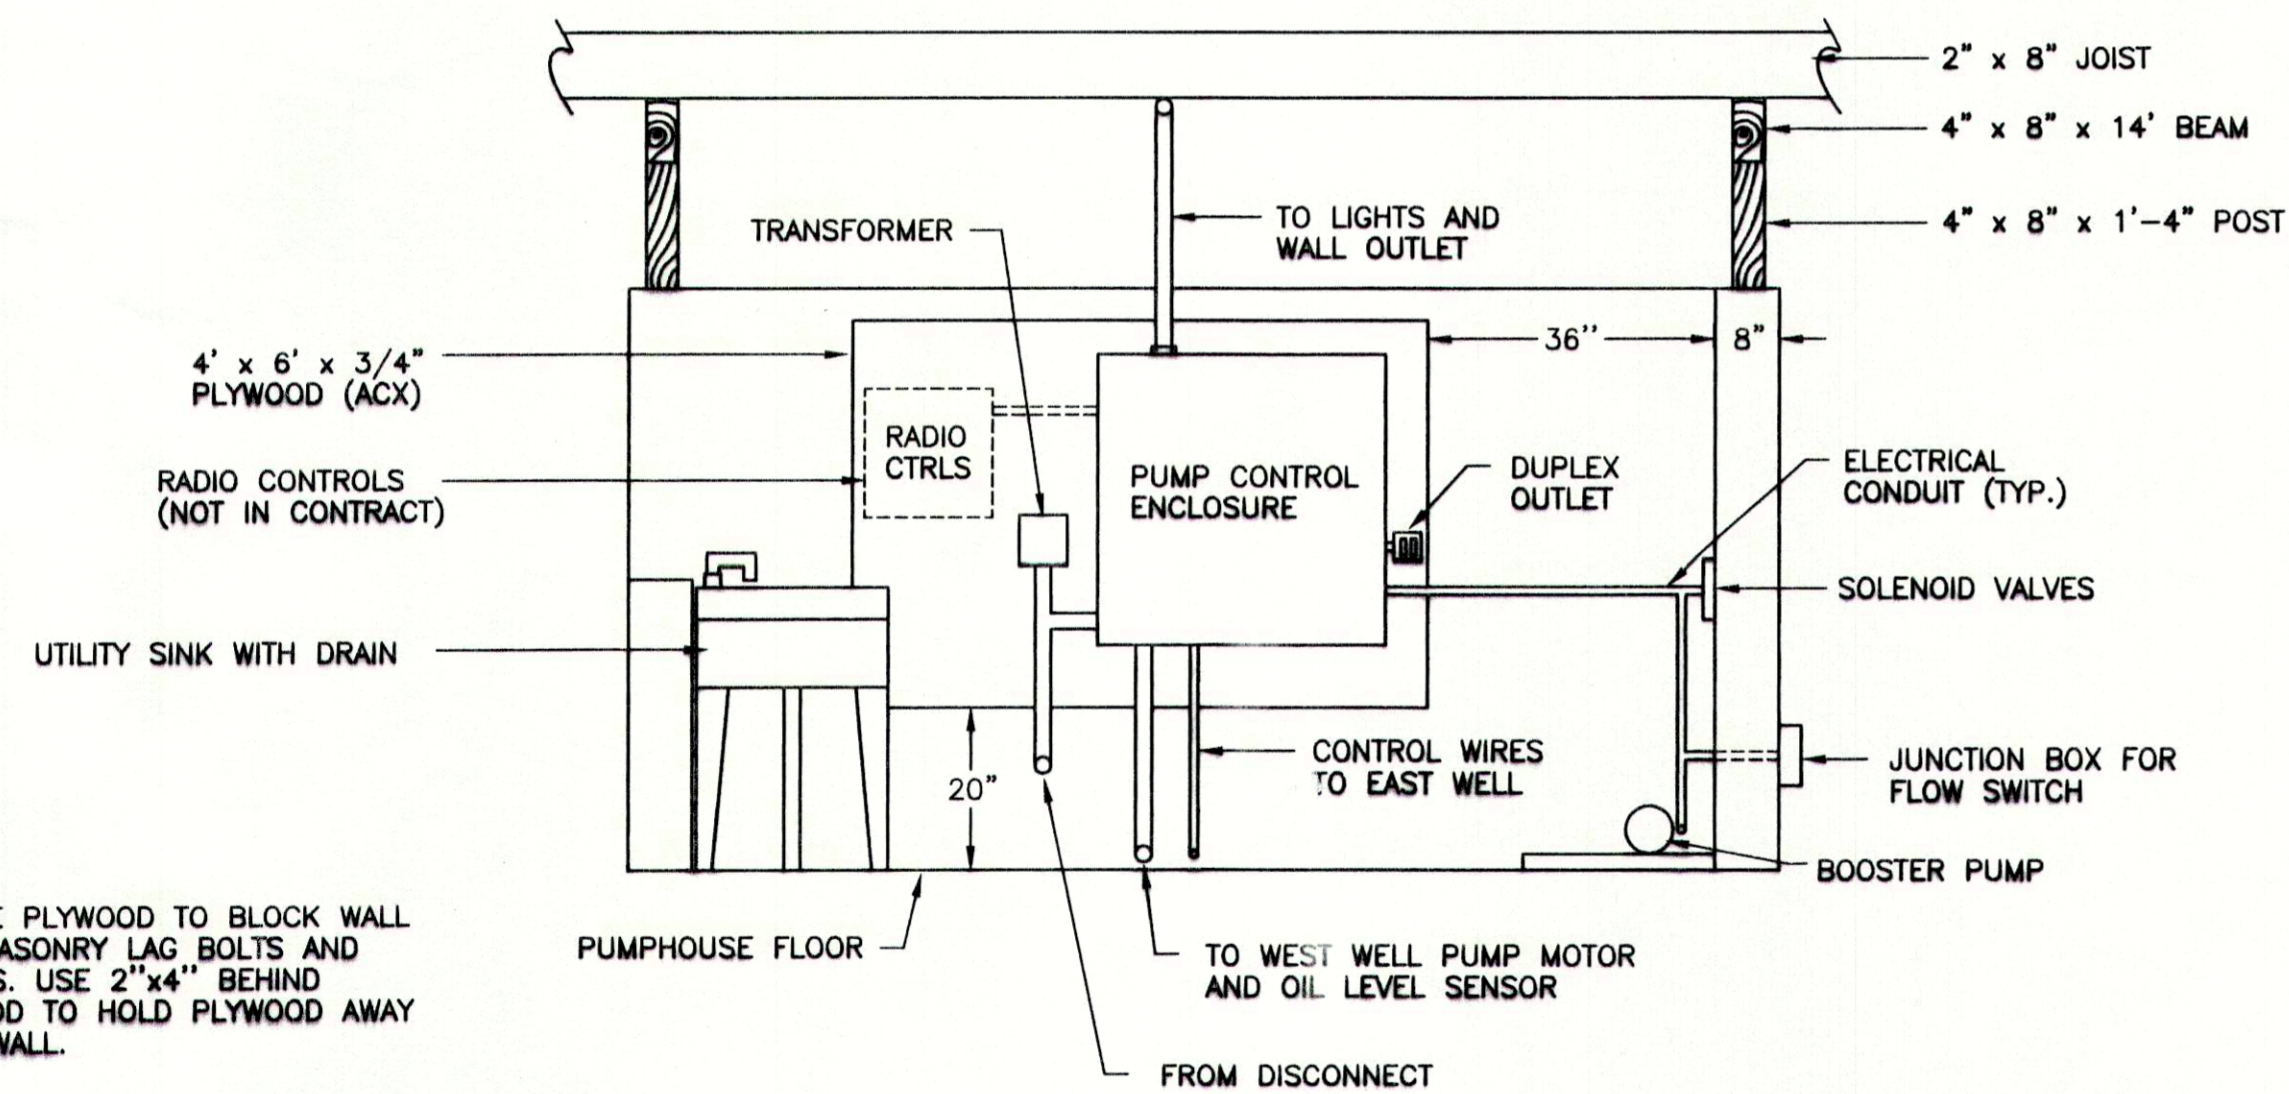 2" x 8" JOIST
4" x 8" x 14' BEAM
4" x 8" x 1'-4" POST
TRANSFORMER
TO LIGHTS AND
WALL OUTLET
4' x 6' x 3/4"
PLYWOOD (ACX)
36"
8"
RADIO
CTRLS
RADIO CONTROLS
(NOT IN CONTRACT)
PUMP CONTROL
ENCLOSURE
DUPLEX
OUTLET
ELECTRICAL
CONDUIT (TYP.)
SOLENOID VALVES
UTILITY SINK WITH DRAIN
20"
CONTROL WIRES
TO EAST WELL
JUNCTION BOX FOR
FLOW SWITCH
BOOSTER PUMP
PUMPHOUSE FLOOR
TO WEST WELL PUMP MOTOR
AND OIL LEVEL SENSOR
FROM DISCONNECT
PLYWOOD TO BLOCK WALL
ASONRY LAG BOLTS AND
S. USE 2"x4" BEHIND
OD TO HOLD PLYWOOD AWAY
WALL.